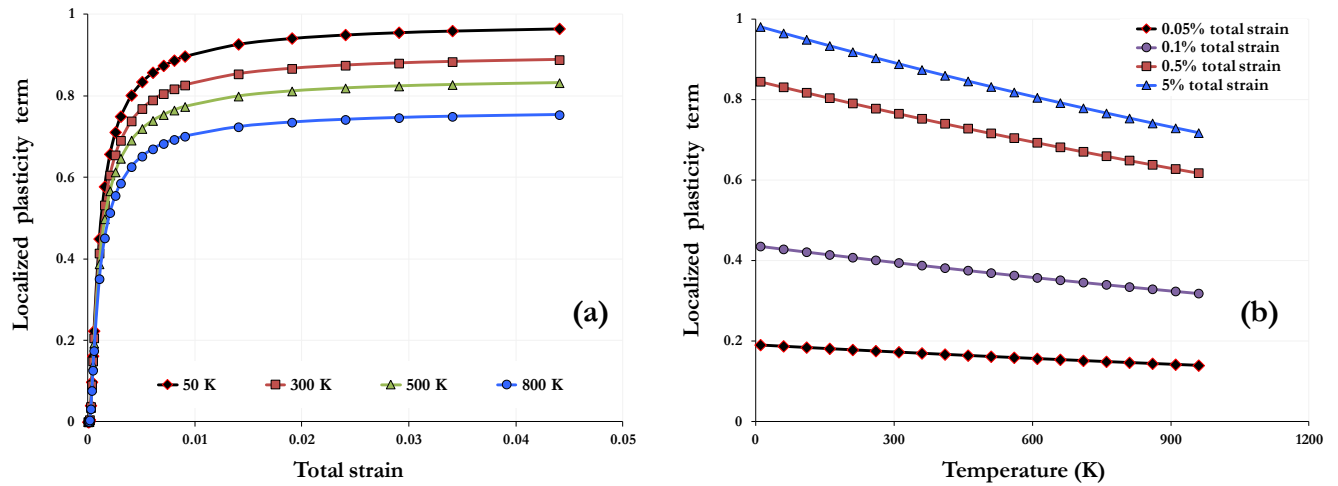 1
0.8
0.6
0.4
0.2
0
0
0.01
0.02
0.03
0.04
0.05
Localized plasticity term
Total strain
(a)
50 K
300 K
500 K
800 K
1
0.8
0.6
0.4
0.2
0
0
300
600
900
1200
Localized plasticity term
Temperature (K)
(b)
0.05% total strain
0.1% total strain
0.5% total strain
5% total strain